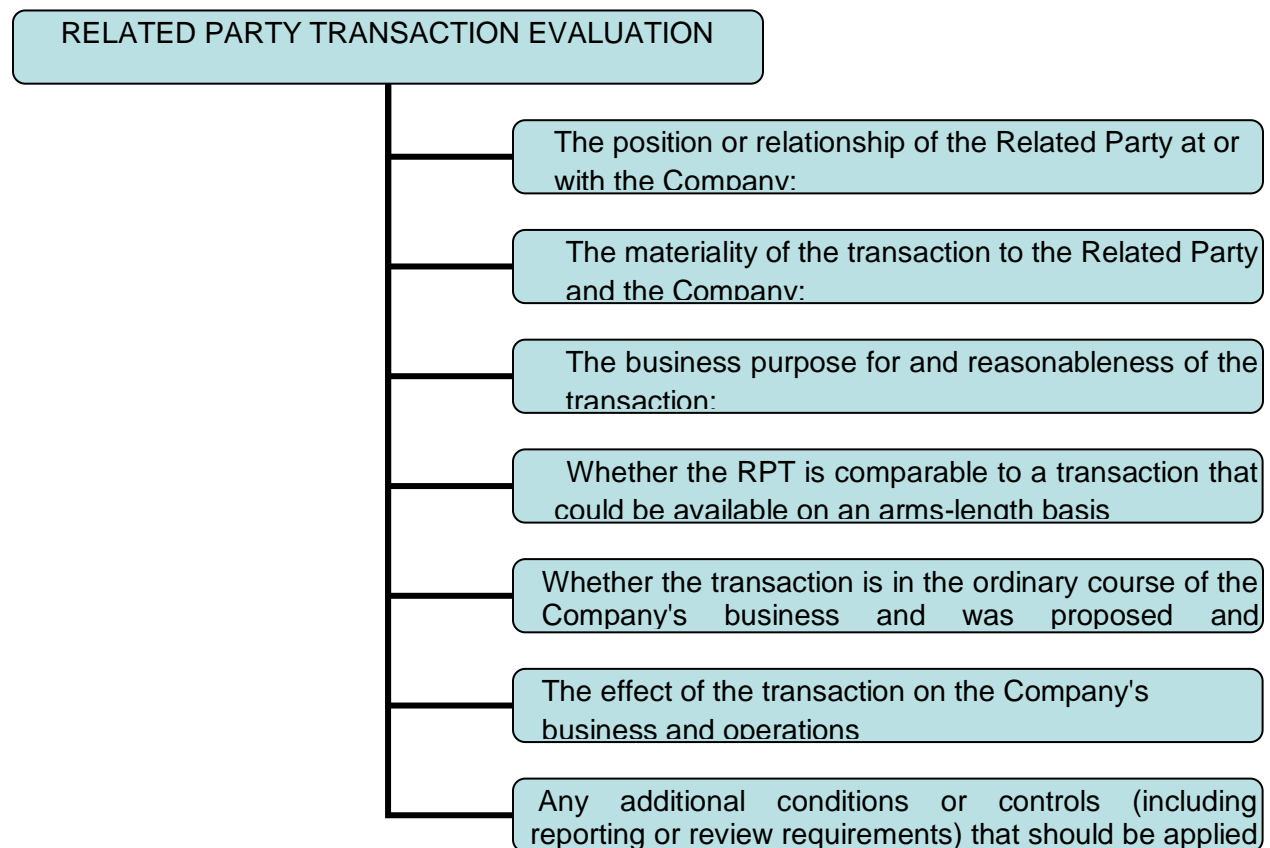 RELATED PARTY TRANSACTION EVALUATION
The position or relationship of the Related Party at or
with the Company;
The materiality of the transaction to the Related Party
and the Company;
The business purpose for and reasonableness of the
transaction;
Whether the RPT is comparable to a transaction that
could be available on an arms-length basis
Whether the transaction is in the ordinary course of the
Company's business and was proposed and
The effect of the transaction on the Company's
business and operations
Any additional conditions or controls (including
reporting or review requirements) that should be applied